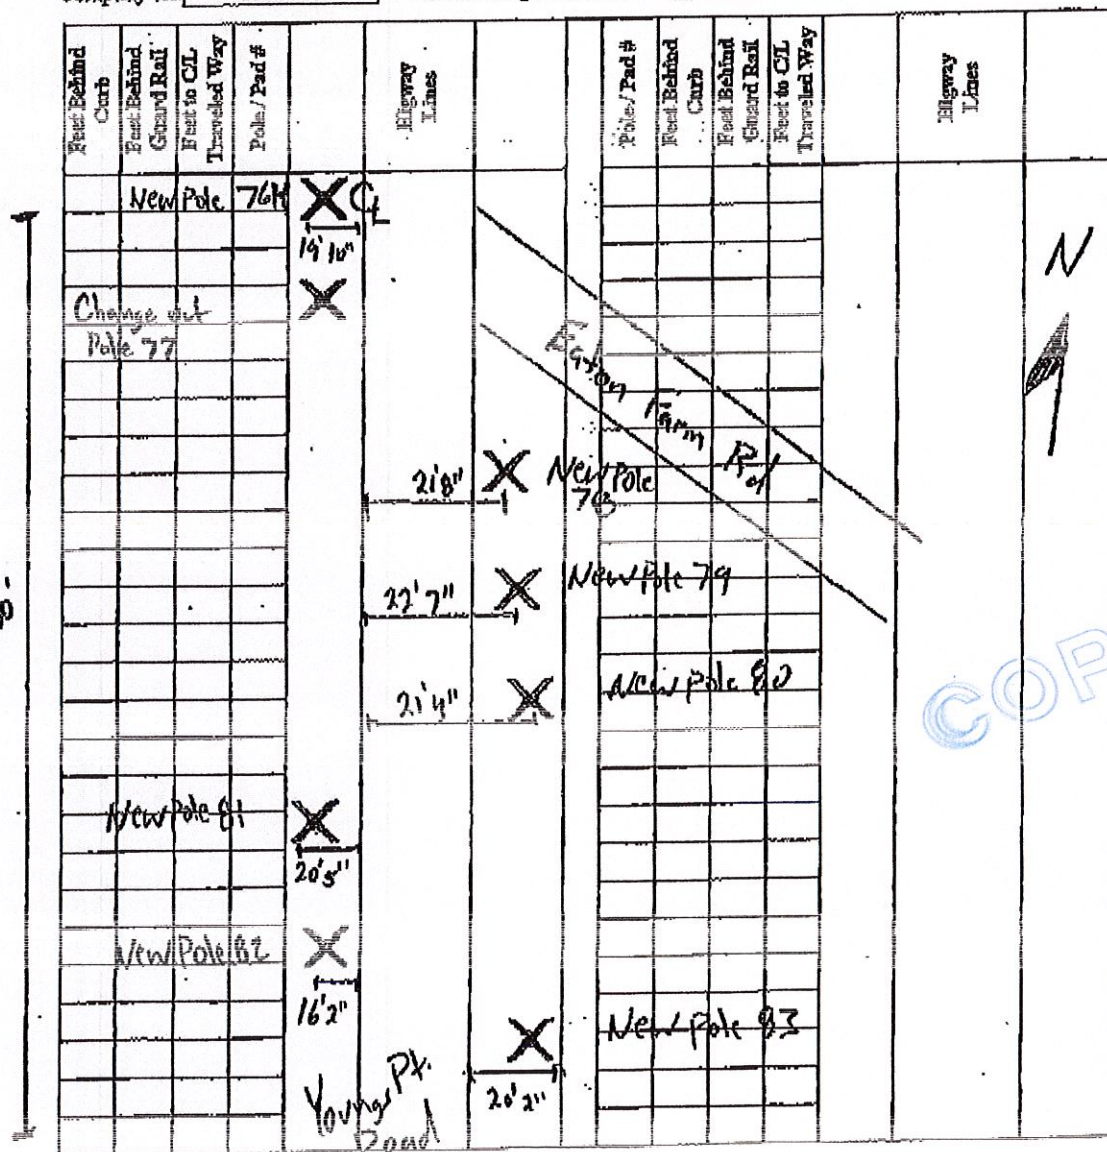 Feet Behind
Curb
Feet Behind
Guard Rail
Feet to C/L
Traveled Way
Pole / Pad #
Higway
Lines
Pole / Pad #
Feet Behind
Curb
Feet Behind
Guard Rail
Feet to C/L
Traveled Way
Higway
Lines
New Pole 76H
CL
19'10"
N
Change out
Pole 77
Eaton Farm Rd
21'8"
New Pole
78
22'7"
New Pole 79
21'4"
New Pole 80
COP
New Pole 81
20'5"
New Pole 82
16'2"
New Pole 83
20'2"
Youngs Pt.
Road